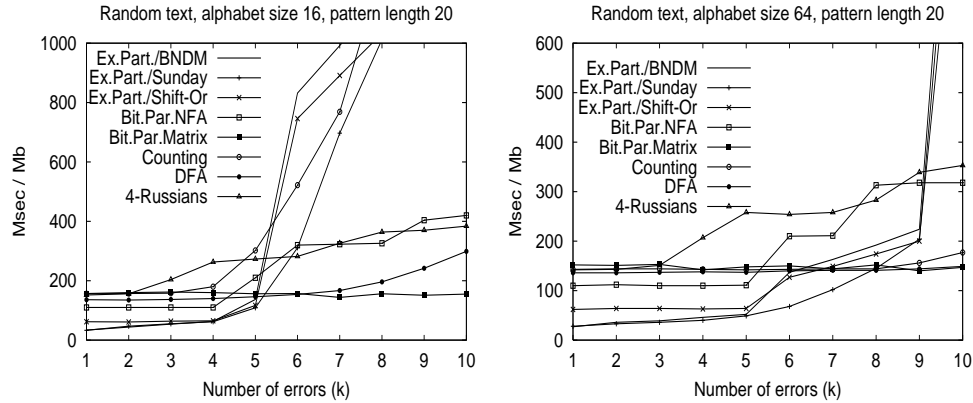 Random text, alphabet size 16, pattern length 20
1000
800
600
400
200
0
Msec / Mb
Ex.Part./BNDM
Ex.Part./Sunday
Ex.Part./Shift-Or
Bit.Par.NFA
Bit.Par.Matrix
Counting
DFA
4-Russians
1 2 3 4 5 6 7 8 9 10
Number of errors (k)
Random text, alphabet size 64, pattern length 20
600
500
400
300
200
100
0
Msec / Mb
Ex.Part./BNDM
Ex.Part./Sunday
Ex.Part./Shift-Or
Bit.Par.NFA
Bit.Par.Matrix
Counting
DFA
4-Russians
1 2 3 4 5 6 7 8 9 10
Number of errors (k)